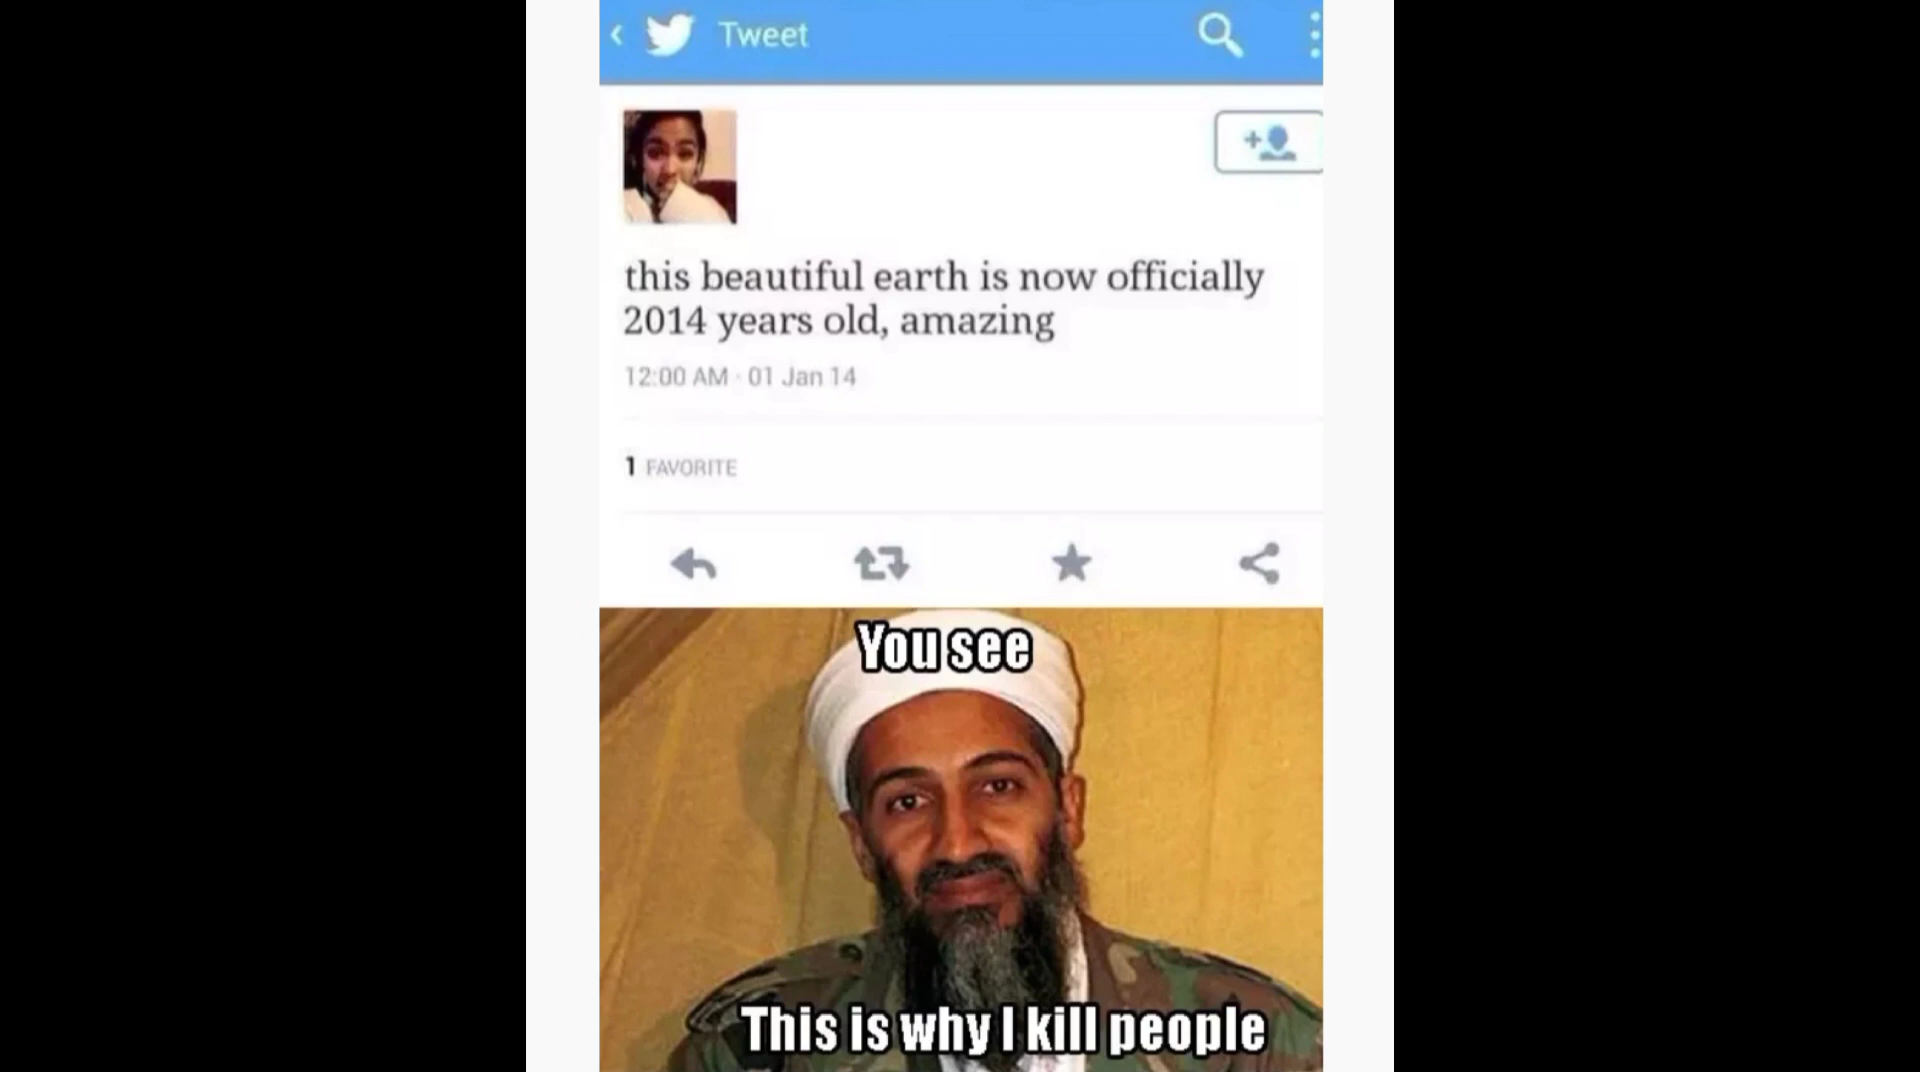 Tweet
this beautiful earth is now officially
2014 years old, amazing
12:00 AM · 01 Jan 14
1 FAVORITE
You see
This is why I kill people